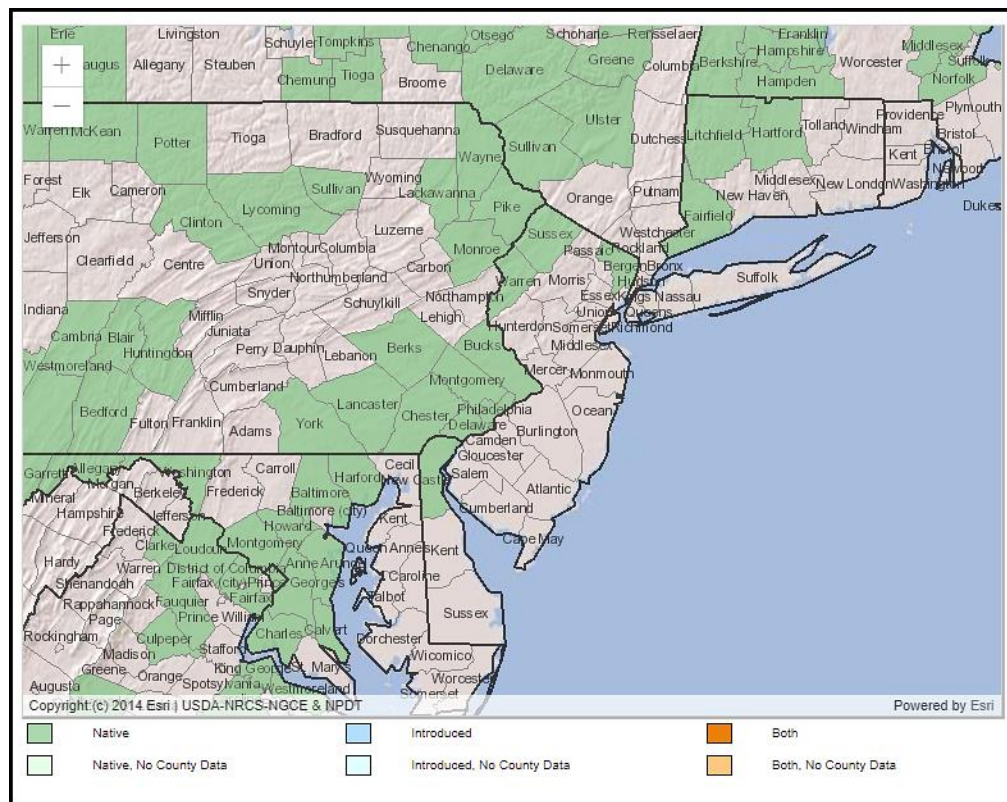 Erie
Livingston
Schuyler
Tompkins
Chenango
Otsego
Schoharie
Rensselaer
Franklin
Middlesex
Suffolk
+
augus
Allegany
Steuben
Chemung
Tioga
Broome
Delaware
Greene
Columbia
Berkshire
Hampshire
Hampden
Worcester
Norfolk
−
Ulster
Plymouth
Warren
McKean
Potter
Tioga
Bradford
Susquehanna
Wayne
Sullivan
Dutchess
Litchfield
Hartford
Tolland
Windham
Providence
Bristol
Bristol
Kent
Newport
Forest
Elk
Cameron
Sullivan
Wyoming
Lackawanna
Pike
Orange
Putnam
New Haven
Middlesex
New London
Washington
Dukes
Clinton
Lycoming
Luzerne
Monroe
Sussex
Passaic
Rockland
Westchester
Fairfield
Jefferson
Clearfield
Centre
Montour
Columbia
Union
Northumberland
Carbon
Warren
Morris
Bergen
Bronx
Hudson
Suffolk
Indiana
Snyder
Schuylkill
Northampton
Essex
Kings
Nassau
Union
Queens
Mifflin
Juniata
Lehigh
Hunterdon
Somerset
Richmond
Cambria
Blair
Huntingdon
Perry
Dauphin
Lebanon
Berks
Bucks
Middlesex
Westmoreland
Cumberland
Montgomery
Mercer
Monmouth
Bedford
Fulton
Franklin
Adams
York
Lancaster
Chester
Philadelphia
Delaware
Ocean
Burlington
Camden
Gloucester
Garrett
Allegany
Washington
Carroll
Harford
Cecil
New Castle
Salem
Morgan
Berkeley
Frederick
Baltimore
Atlantic
Mineral
Hampshire
Jefferson
Baltimore (city)
Kent
Cumberland
Frederick
Howard
Clarke
Loudoun
Montgomery
Queen Annes
Kent
Cape May
Hardy
Warren
District of Columbia
Anne Arundel
Shenandoah
Fairfax (city)
Prince George's
Caroline
Rappahannock
Fauquier
Fairfax
Talbot
Page
Prince William
Sussex
Rockingham
Culpeper
Charles
Calvert
Dorchester
Madison
Stafford
Wicomico
Greene
Orange
King George
St. Mary's
Augusta
Spotsylvania
Westmoreland
Worcester
Somerset
Copyright:(c) 2014 Esri | USDA-NRCS-NGCE & NPDT
Powered by Esri
Native
Introduced
Both
Native, No County Data
Introduced, No County Data
Both, No County Data